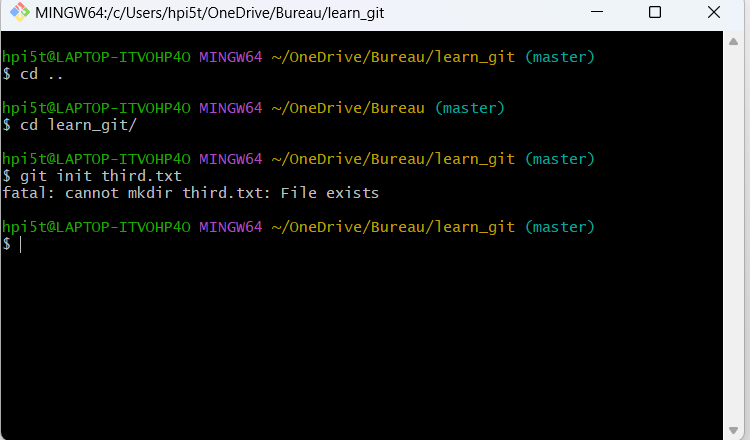 MINGW64:/c/Users/hpi5t/OneDrive/Bureau/learn_git
hpi5t@LAPTOP-ITVOHP4O MINGW64 ~/OneDrive/Bureau/learn_git (master)
$ cd ..
hpi5t@LAPTOP-ITVOHP4O MINGW64 ~/OneDrive/Bureau (master)
$ cd learn_git/
hpi5t@LAPTOP-ITVOHP4O MINGW64 ~/OneDrive/Bureau/learn_git (master)
$ git init third.txt
fatal: cannot mkdir third.txt: File exists
hpi5t@LAPTOP-ITVOHP4O MINGW64 ~/OneDrive/Bureau/learn_git (master)
$